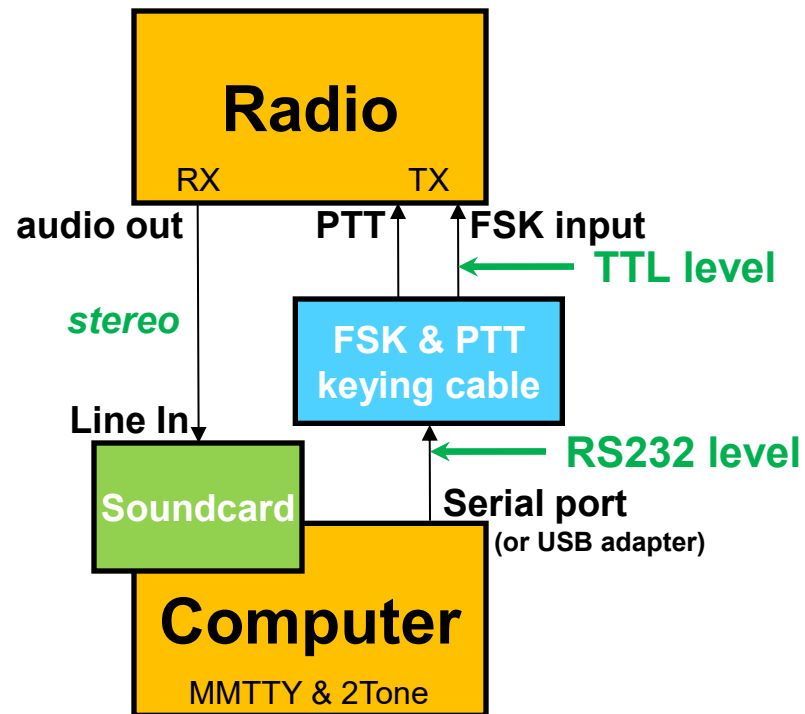 Radio
RX TX
audio out PTT FSK input
TTL level
stereo
FSK & PTT
keying cable
Line In
RS232 level
Soundcard
Serial port
(or USB adapter)
Computer
MMTTY & 2Tone